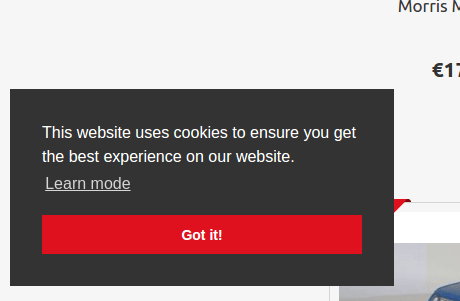 Morris M
€17
This website uses cookies to ensure you get
the best experience on our website.
Learn mode
Got it!